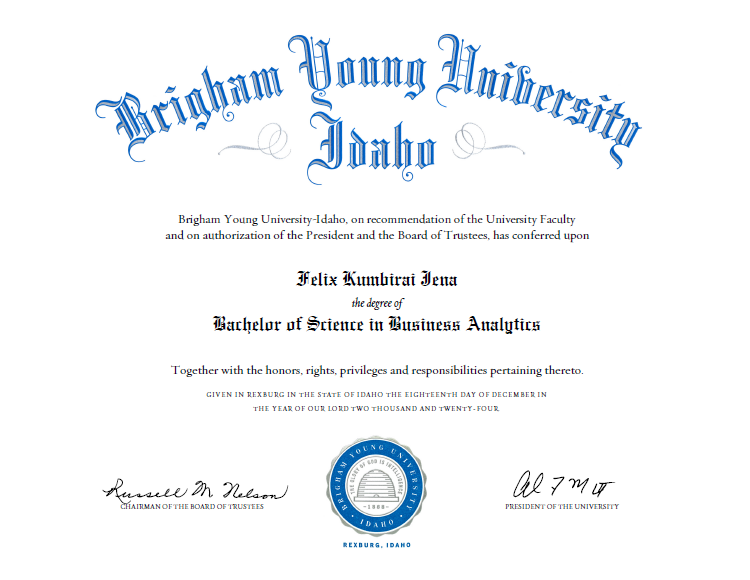 Brigham Young University
Idaho
Brigham Young University-Idaho, on recommendation of the University Faculty
and on authorization of the President and the Board of Trustees, has conferred upon
Felix Kumbirai Jena
the degree of
Bachelor of Science in Business Analytics
Together with the honors, rights, privileges and responsibilities pertaining thereto.
GIVEN IN REXBURG IN THE STATE OF IDAHO THE EIGHTEENTH DAY OF DECEMBER IN
THE YEAR OF OUR LORD TWO THOUSAND AND TWENTY-FOUR
Russell M. Nelson
CHAIRMAN OF THE BOARD OF TRUSTEES
BRIGHAM YOUNG UNIVERSITY
THE GLORY OF GOD IS INTELLIGENCE
1888
IDAHO
REXBURG, IDAHO
PRESIDENT OF THE UNIVERSITY